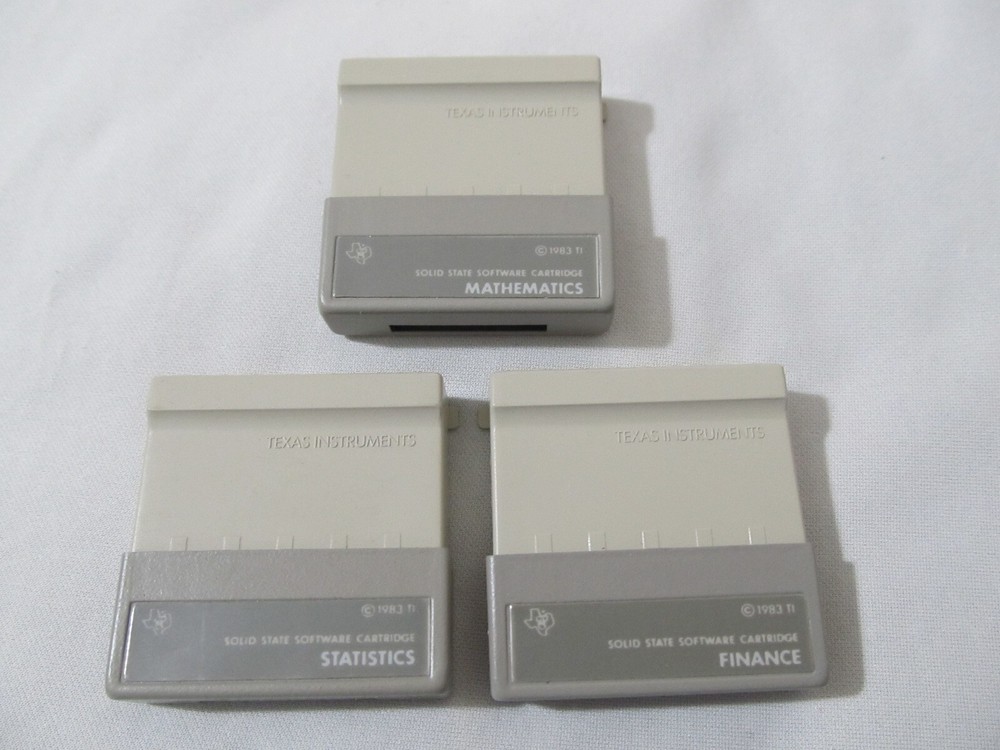 TEXAS INSTRUMENTS
© 1983 TI
SOLID STATE SOFTWARE CARTRIDGE
MATHEMATICS
TEXAS INSTRUMENTS
© 1983 TI
SOLID STATE SOFTWARE CARTRIDGE
STATISTICS
TEXAS INSTRUMENTS
© 1983 TI
SOLID STATE SOFTWARE CARTRIDGE
FINANCE